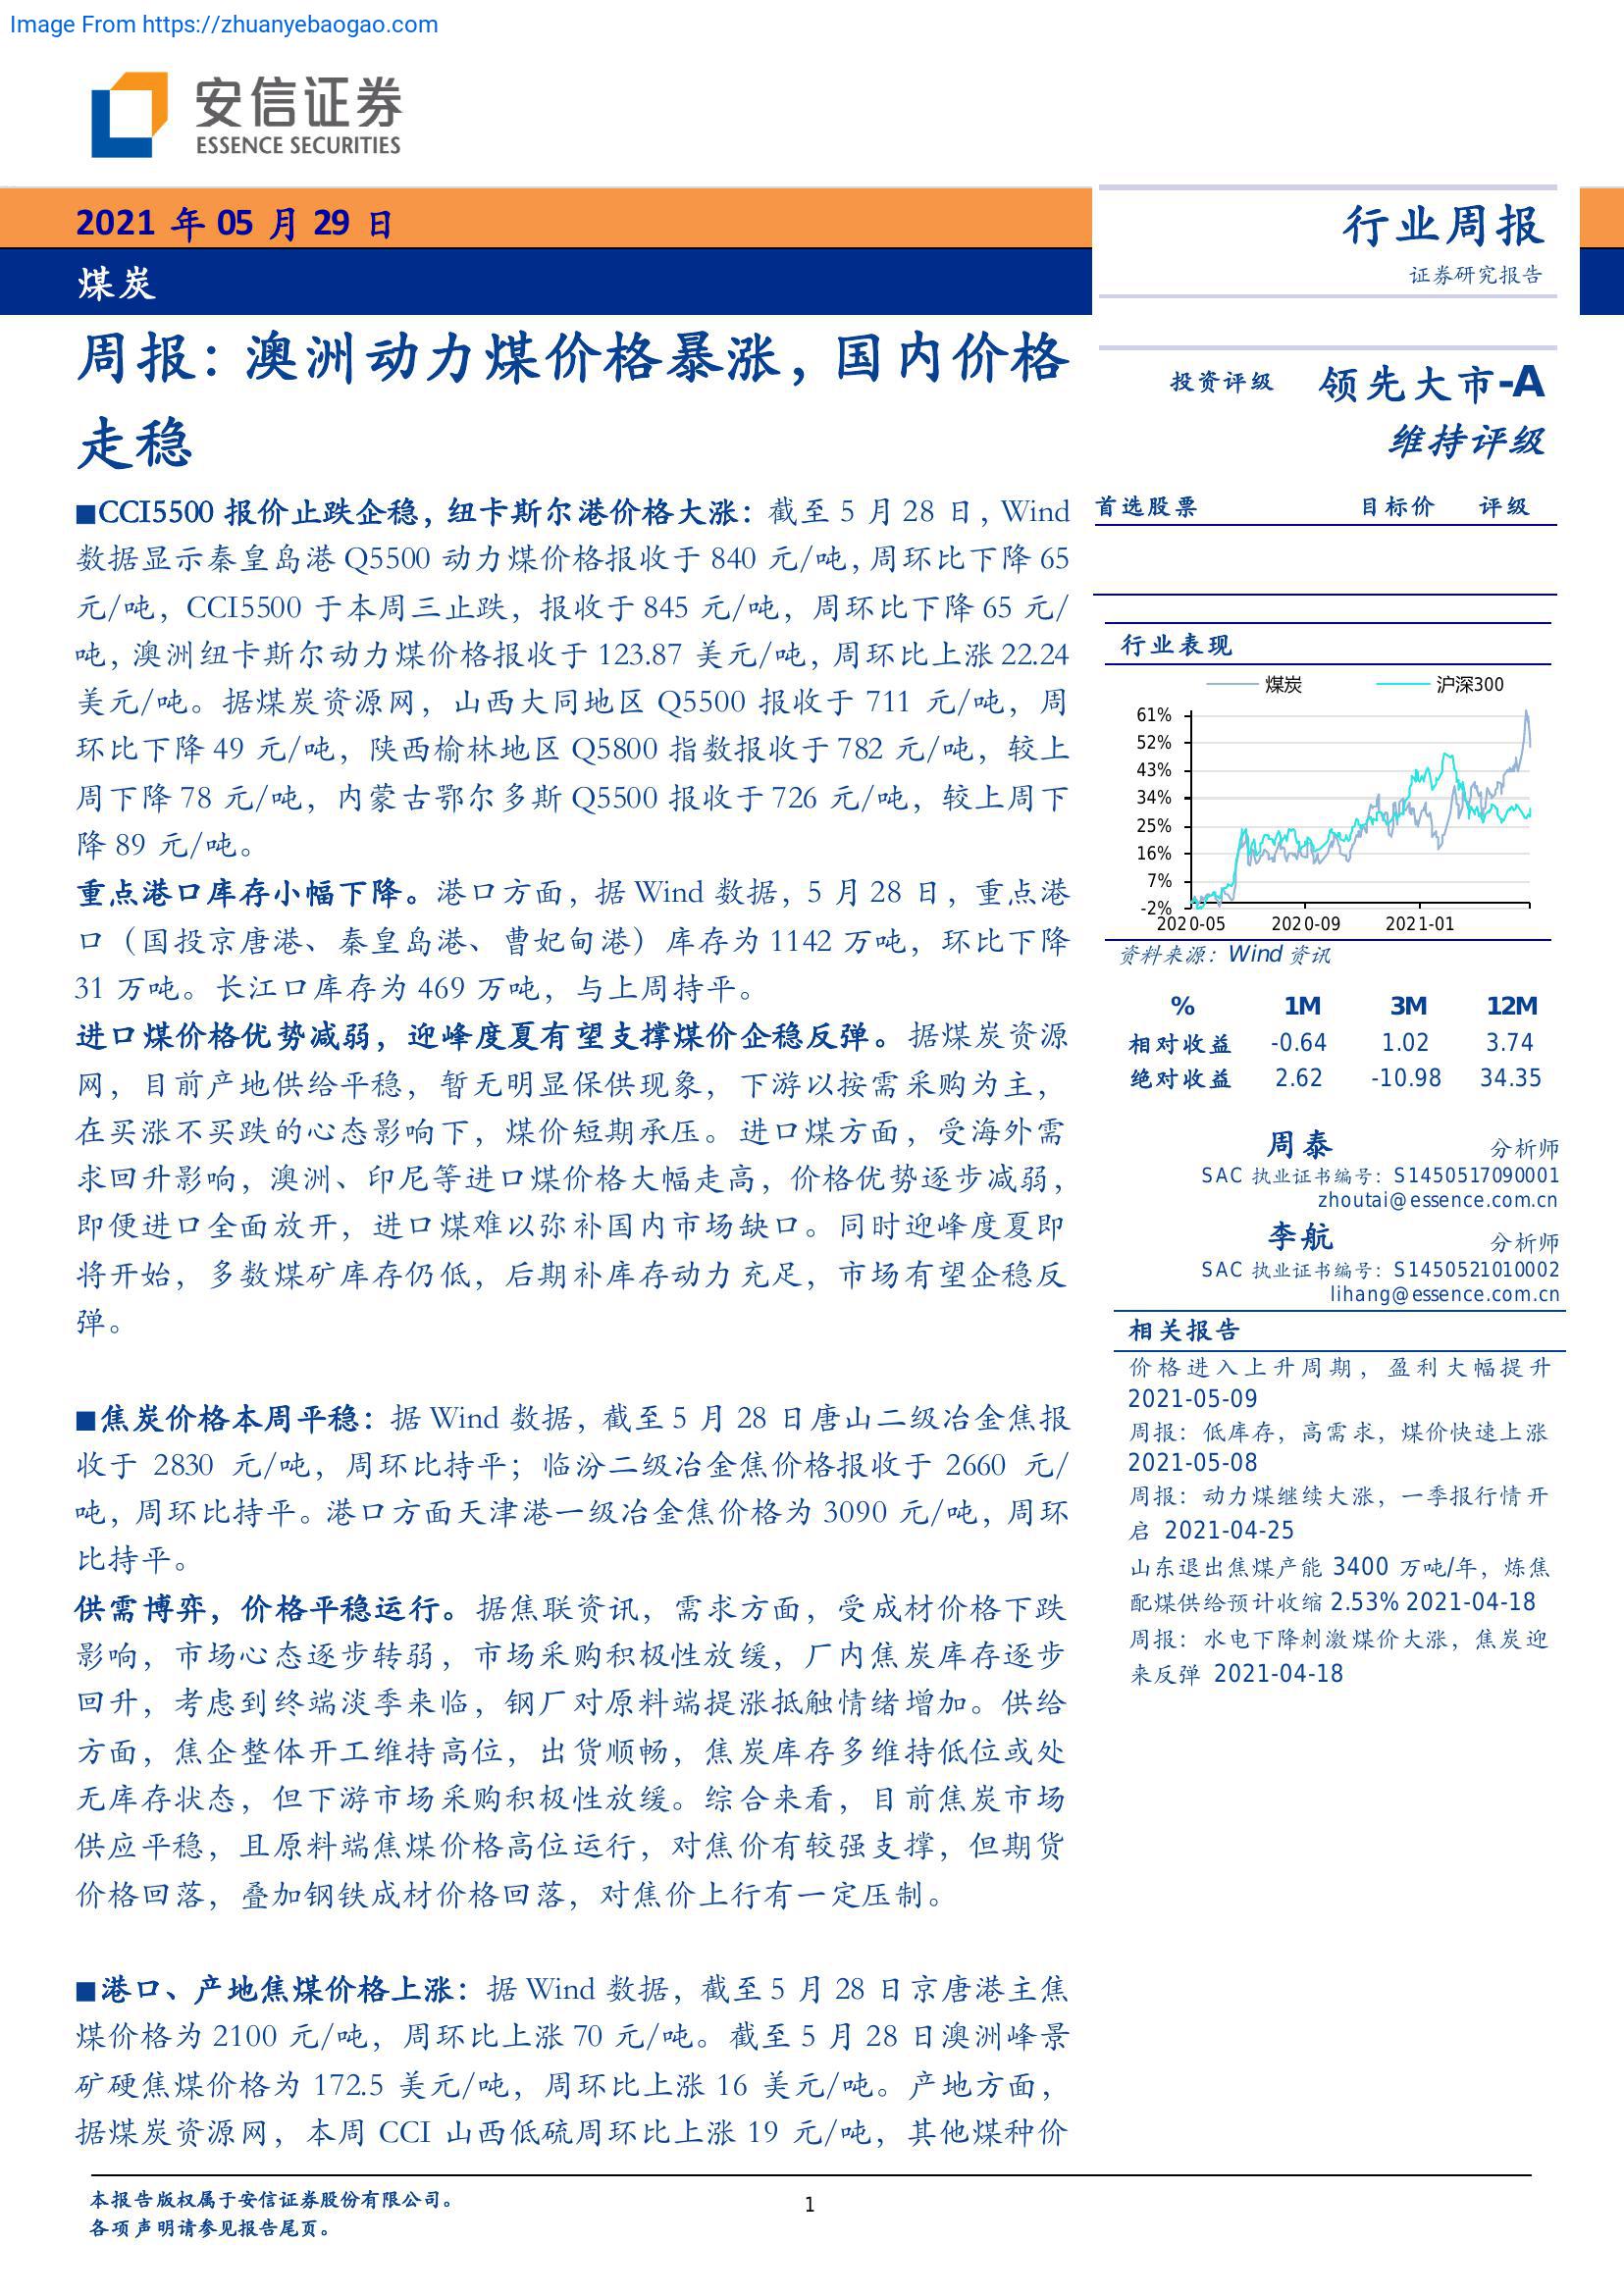 Image From https://zhuanyebaogao.com
安信证券
ESSENCE SECURITIES
2021 年 05 月 29 日
煤炭
周报：澳洲动力煤价格暴涨，国内价格
走稳
■CCI5500 报价止跌企稳，纽卡斯尔港价格大涨：截至 5 月 28 日，Wind
数据显示秦皇岛港 Q5500 动力煤价格报收于 840 元/吨，周环比下降 65
元/吨，CCI5500 于本周三止跌，报收于 845 元/吨，周环比下降 65 元/
吨，澳洲纽卡斯尔动力煤价格报收于 123.87 美元/吨，周环比上涨 22.24
美元/吨。据煤炭资源网，山西大同地区 Q5500 报收于 711 元/吨，周
环比下降 49 元/吨，陕西榆林地区 Q5800 指数报收于 782 元/吨，较上
周下降 78 元/吨，内蒙古鄂尔多斯 Q5500 报收于 726 元/吨，较上周下
降 89 元/吨。
重点港口库存小幅下降。港口方面，据 Wind 数据，5 月 28 日，重点港
口（国投京唐港、秦皇岛港、曹妃甸港）库存为 1142 万吨，环比下降
31 万吨。长江口库存为 469 万吨，与上周持平。
进口煤价格优势减弱，迎峰度夏有望支撑煤价企稳反弹。据煤炭资源
网，目前产地供给平稳，暂无明显保供现象，下游以按需采购为主，
在买涨不买跌的心态影响下，煤价短期承压。进口煤方面，受海外需
求回升影响，澳洲、印尼等进口煤价格大幅走高，价格优势逐步减弱，
即便进口全面放开，进口煤难以弥补国内市场缺口。同时迎峰度夏即
将开始，多数煤矿库存仍低，后期补库存动力充足，市场有望企稳反
弹。
■焦炭价格本周平稳：据 Wind 数据，截至 5 月 28 日唐山二级冶金焦报
收于 2830 元/吨，周环比持平；临汾二级冶金焦价格报收于 2660 元/
吨，周环比持平。港口方面天津港一级冶金焦价格为 3090 元/吨，周环
比持平。
供需博弈，价格平稳运行。据焦联资讯，需求方面，受成材价格下跌
影响，市场心态逐步转弱，市场采购积极性放缓，厂内焦炭库存逐步
回升，考虑到终端淡季来临，钢厂对原料端提涨抵触情绪增加。供给
方面，焦企整体开工维持高位，出货顺畅，焦炭库存多维持低位或处
无库存状态，但下游市场采购积极性放缓。综合来看，目前焦炭市场
供应平稳，且原料端焦煤价格高位运行，对焦价有较强支撑，但期货
价格回落，叠加钢铁成材价格回落，对焦价上行有一定压制。
■港口、产地焦煤价格上涨：据 Wind 数据，截至 5 月 28 日京唐港主焦
煤价格为 2100 元/吨，周环比上涨 70 元/吨。截至 5 月 28 日澳洲峰景
矿硬焦煤价格为 172.5 美元/吨，周环比上涨 16 美元/吨。产地方面，
据煤炭资源网，本周 CCI 山西低硫周环比上涨 19 元/吨，其他煤种价
行业周报
证券研究报告
投资评级 领先大市-A
维持评级
首选股票 目标价 评级
行业表现
煤炭 沪深300
61%
52%
43%
34%
25%
16%
7%
-2%
2020-05 2020-09 2021-01
资料来源：Wind 资讯
% 1M 3M 12M
相对收益 -0.64 1.02 3.74
绝对收益 2.62 -10.98 34.35
周泰 分析师
SAC 执业证书编号：S1450517090001
zhoutai@essence.com.cn
李航 分析师
SAC 执业证书编号：S1450521010002
lihang@essence.com.cn
相关报告
价格进入上升周期，盈利大幅提升
2021-05-09
周报：低库存，高需求，煤价快速上涨
2021-05-08
周报：动力煤继续大涨，一季报行情开
启 2021-04-25
山东退出焦煤产能 3400 万吨/年，炼焦
配煤供给预计收缩 2.53% 2021-04-18
周报：水电下降刺激煤价大涨，焦炭迎
来反弹 2021-04-18
本报告版权属于安信证券股份有限公司。
各项声明请参见报告尾页。
1